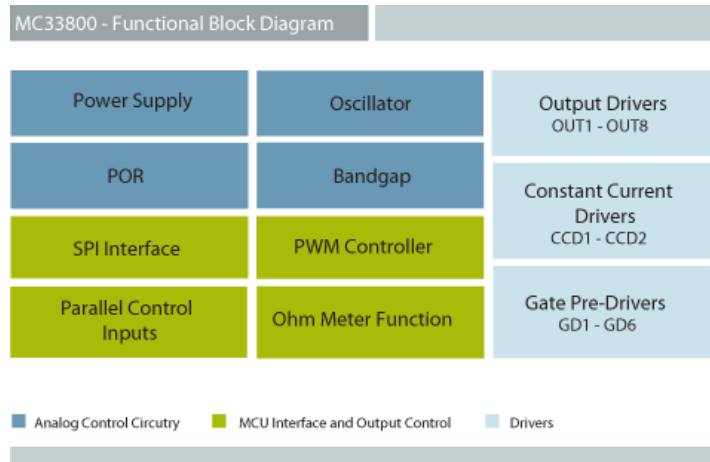 MC33800 - Functional Block Diagram
Power Supply
Oscillator
Output Drivers
OUT1 - OUT8
POR
Bandgap
Constant Current
Drivers
CCD1 - CCD2
SPI Interface
PWM Controller
Parallel Control
Inputs
Ohm Meter Function
Gate Pre-Drivers
GD1 - GD6
Analog Control Circutry
MCU Interface and Output Control
Drivers